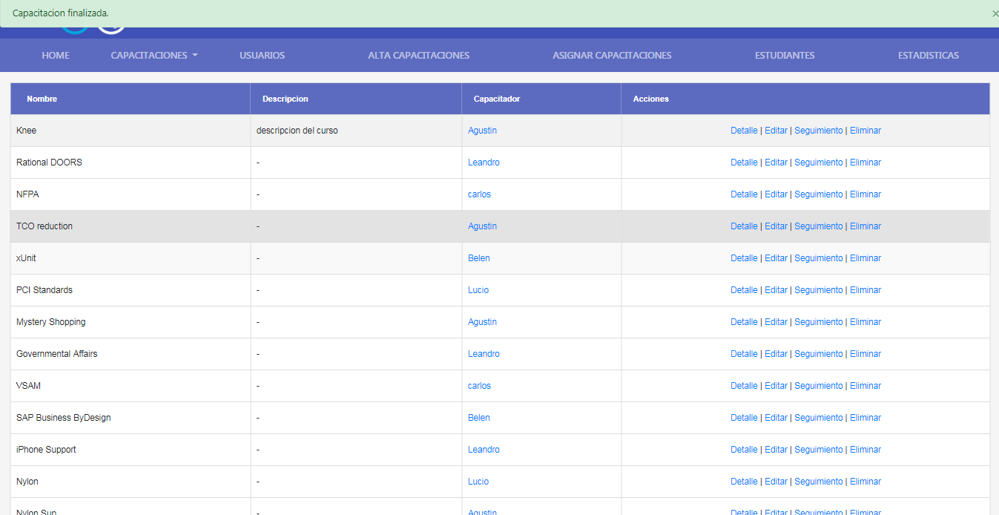 Capacitacion finalizada. ×
HOME CAPACITACIONES USUARIOS ALTA CAPACITACIONES ASIGNAR CAPACITACIONES ESTUDIANTES ESTADISTICAS
Nombre Descripcion Capacitador Acciones
Knee descripcion del curso Agustin Detalle | Editar | Seguimiento | Eliminar
Rational DOORS - Leandro Detalle | Editar | Seguimiento | Eliminar
NFPA - carlos Detalle | Editar | Seguimiento | Eliminar
TCO reduction - Agustin Detalle | Editar | Seguimiento | Eliminar
xUnit - Belen Detalle | Editar | Seguimiento | Eliminar
PCI Standards - Lucio Detalle | Editar | Seguimiento | Eliminar
Mystery Shopping - Agustin Detalle | Editar | Seguimiento | Eliminar
Governmental Affairs - Leandro Detalle | Editar | Seguimiento | Eliminar
VSAM - carlos Detalle | Editar | Seguimiento | Eliminar
SAP Business ByDesign - Belen Detalle | Editar | Seguimiento | Eliminar
iPhone Support - Leandro Detalle | Editar | Seguimiento | Eliminar
Nylon - Lucio Detalle | Editar | Seguimiento | Eliminar
Nylon Sup - Agustin Detalle | Editar | Seguimiento | Eliminar